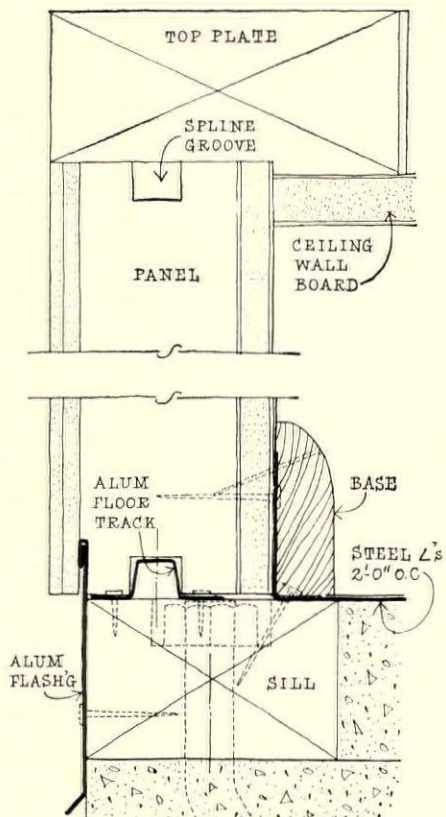 TOP PLATE
SPLINE
GROOVE
CEILING
WALL
BOARD
PANEL
ALUM
FLOOR
TRACK
BASE
STEEL ∠'s
2'-0" O.C.
ALUM
FLASH'G
SILL